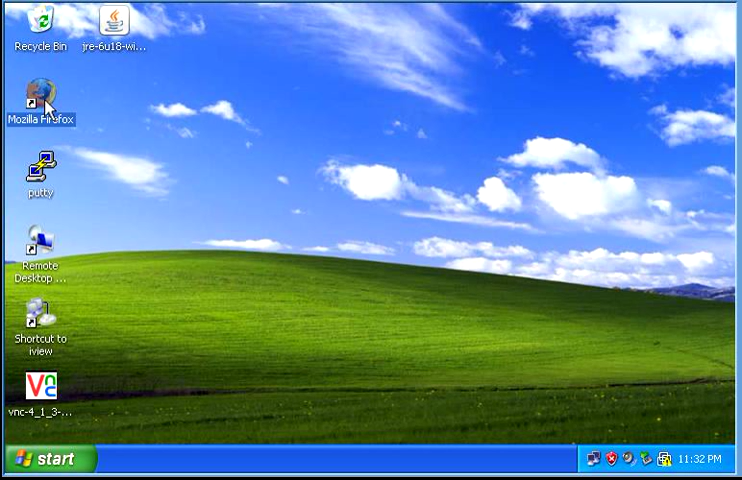 Recycle Bin
jre-6u18-wi...
Mozilla Firefox
putty
Remote
Desktop ...
Shortcut to
iview
VNC
vnc-4_1_3-...
start
11:32 PM